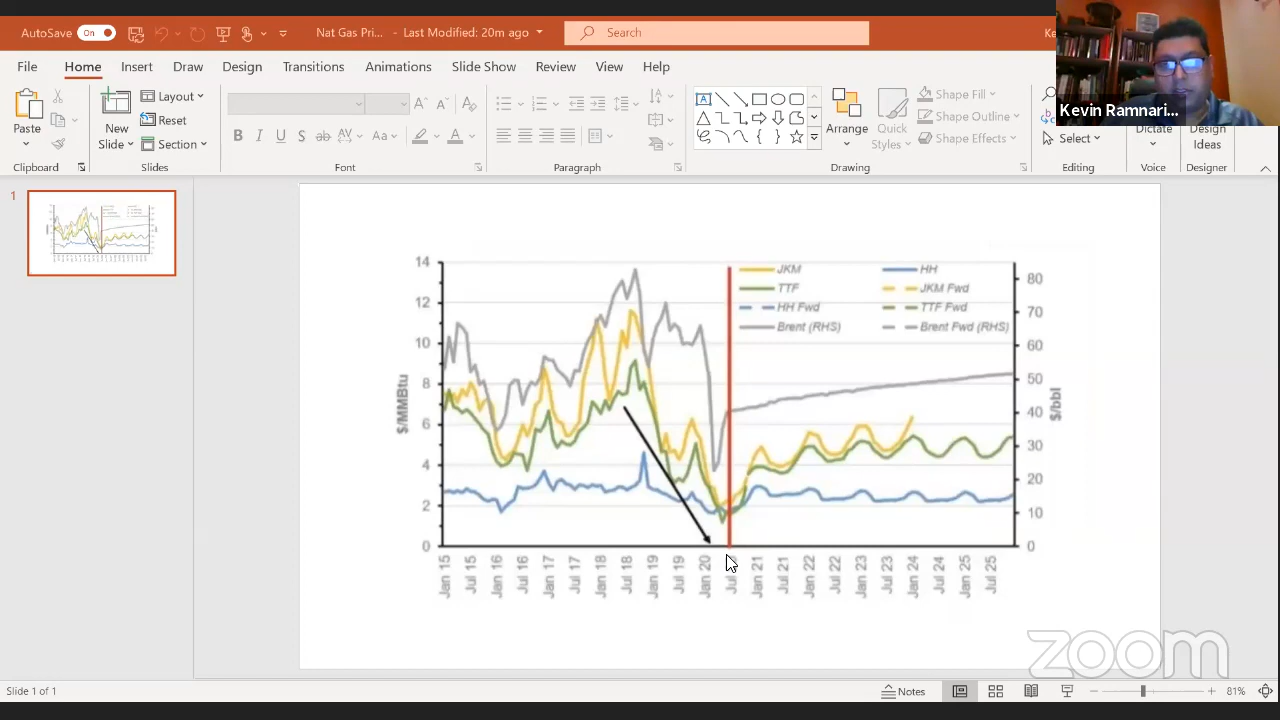 AutoSave On Nat Gas Pri... - Last Modified: 20m ago Search Ke
File Home Insert Draw Design Transitions Animations Slide Show Review View Help
Kevin Ramnari...
Paste New Slide Layout Reset Section
B I U S ab AV Aa A
Arrange Quick Styles Shape Fill Shape Outline Shape Effects
Select Dictate Design Ideas
Clipboard Slides Font Paragraph Drawing Editing Voice Designer
1
JKM HH
TTF JKM Fwd
HH Fwd TTF Fwd
Brent (RHS) Brent Fwd (RHS)
14
12
10
8
6
4
2
0
$/MMBtu
80
70
60
50
40
30
20
10
0
$/bbl
Jan 15 Jul 15 Jan 16 Jul 16 Jan 17 Jul 17 Jan 18 Jul 18 Jan 19 Jul 19 Jan 20 Jul Jan 21 Jul 21 Jan 22 Jul 22 Jan 23 Jul 23 Jan 24 Jul 24 Jan 25 Jul 25
zoom
Slide 1 of 1 Notes 81%